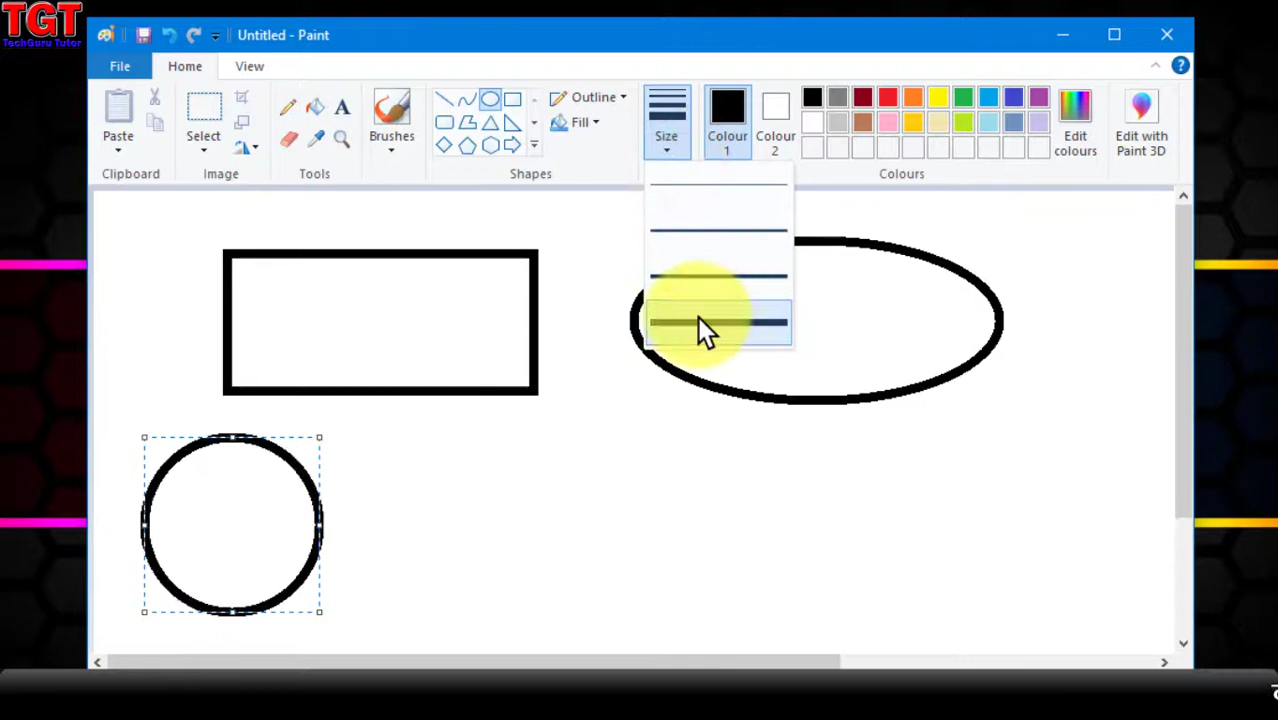 TGT
TechGuru Tutor
Untitled - Paint
File
Home
View
Paste
Select
Brushes
Outline
Fill
Size
Colour
1
Colour
2
Edit
colours
Edit with
Paint 3D
Clipboard
Image
Tools
Shapes
Colours